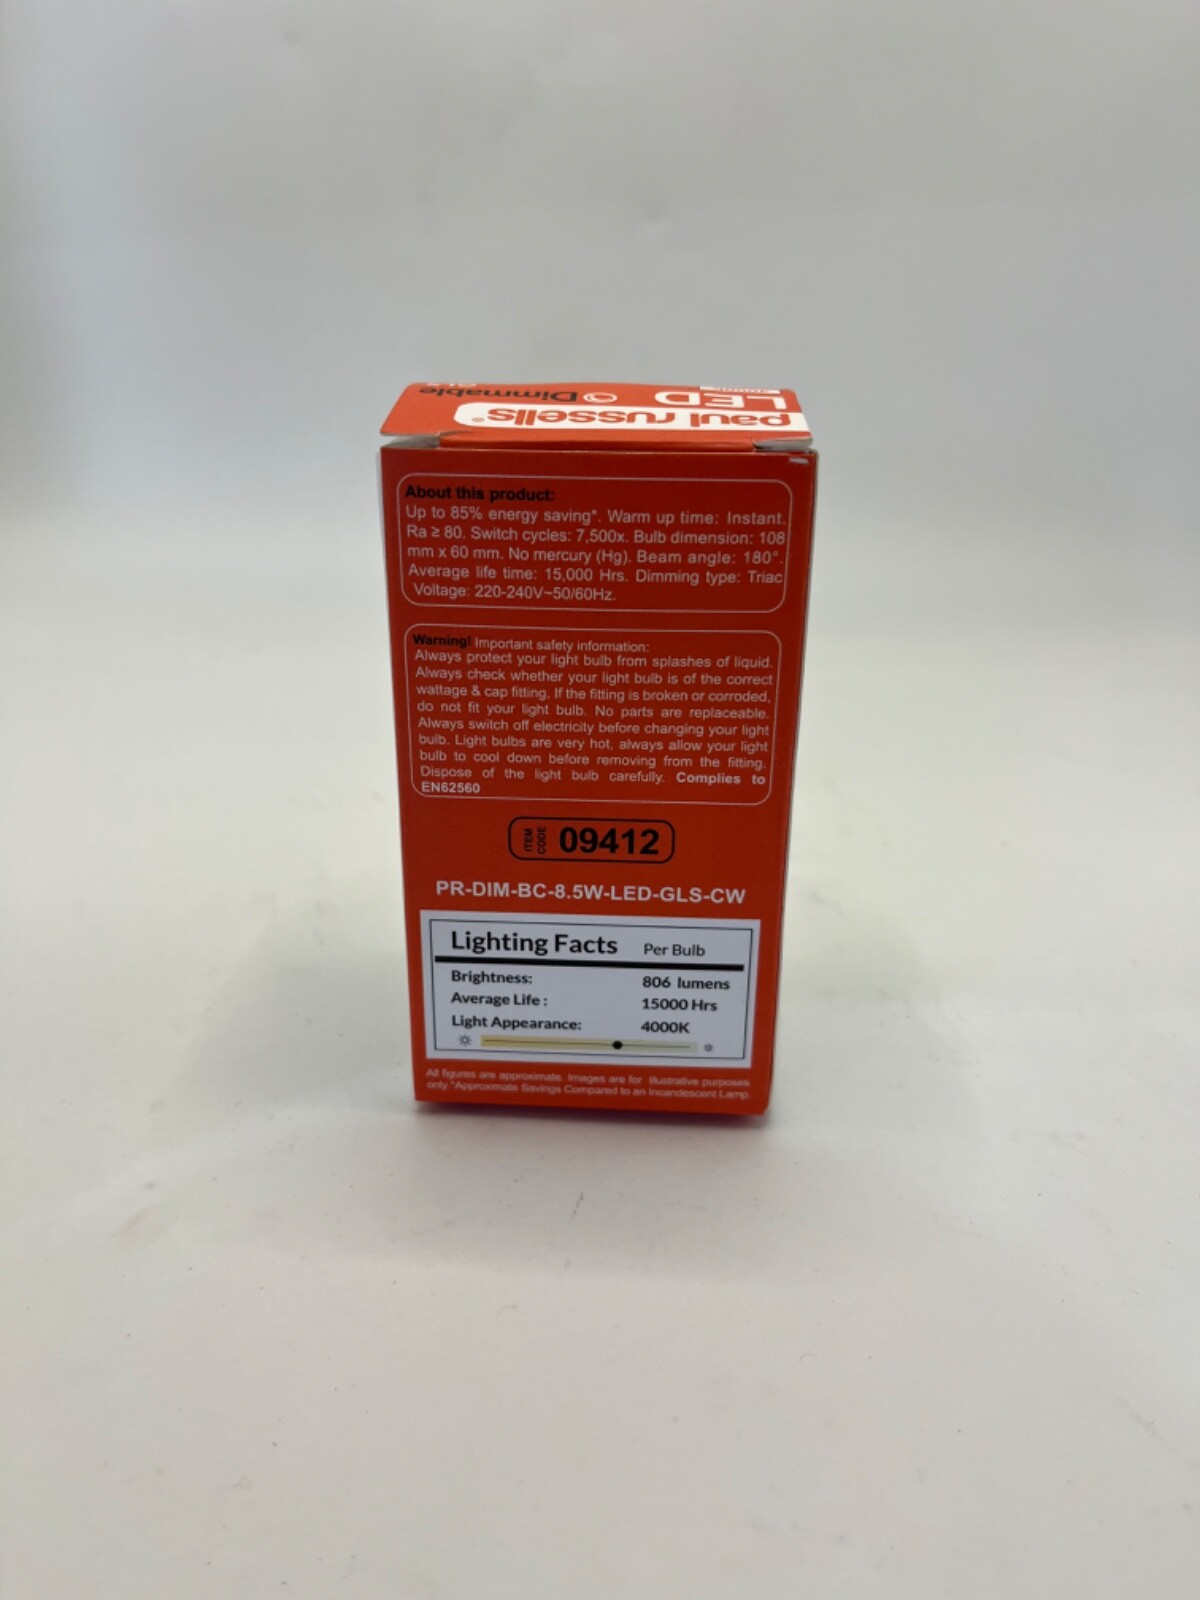 LED Dimmable
paul russells®
About this product:
Up to 85% energy saving*. Warm up time: Instant.
Ra ≥ 80. Switch cycles: 7,500x. Bulb dimension: 108
mm x 60 mm. No mercury (Hg). Beam angle: 180°.
Average life time: 15,000 Hrs. Dimming type: Triac
Voltage: 220-240V~50/60Hz.
Warning! Important safety information:
Always protect your light bulb from splashes of liquid.
Always check whether your light bulb is of the correct
wattage & cap fitting. If the fitting is broken or corroded,
do not fit your light bulb. No parts are replaceable.
Always switch off electricity before changing your light
bulb. Light bulbs are very hot, always allow your light
bulb to cool down before removing from the fitting.
Dispose of the light bulb carefully. Complies to
EN62560
ITEM CODE 09412
PR-DIM-BC-8.5W-LED-GLS-CW
Lighting Facts Per Bulb
Brightness: 806 lumens
Average Life : 15000 Hrs
Light Appearance: 4000K
All figures are approximate. Images are for illustrative purposes
only *Approximate Savings Compared to an Incandescent Lamp.